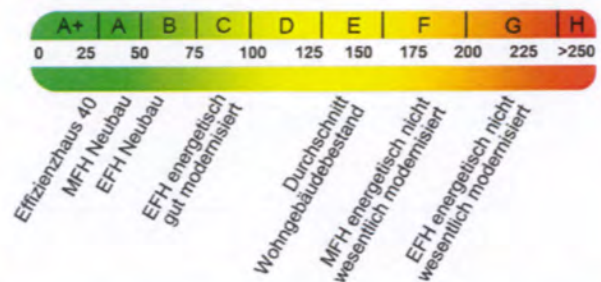 A+ A B C D E F G H
0 25 50 75 100 125 150 175 200 225 >250
Effizienzhaus 40
MFH Neubau
EFH Neubau
EFH energetisch
gut modernisiert
Durchschnitt
Wohngebäudebestand
MFH energetisch nicht
wesentlich modernisiert
EFH energetisch nicht
wesentlich modernisiert